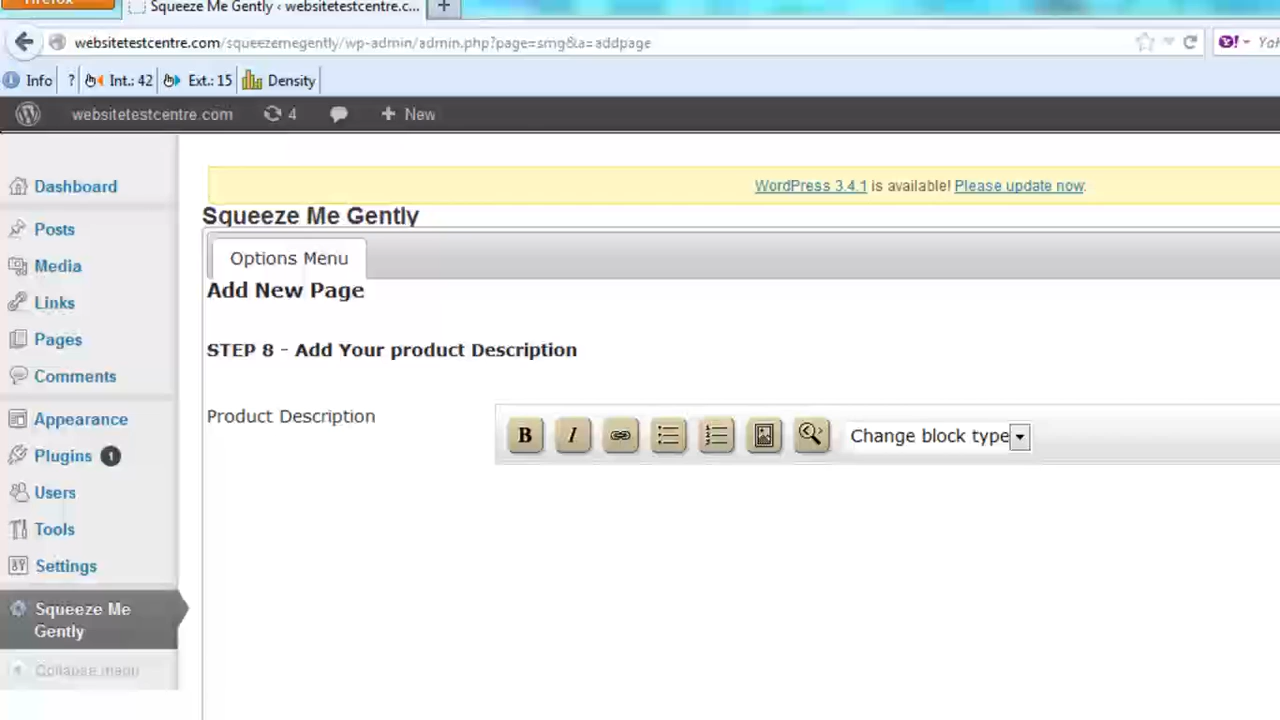 Firefox
Squeeze Me Gently ‹ websitetestcentre.c... +
websitetestcentre.com/squeezemegently/wp-admin/admin.php?page=smg&a=addpage
Info ? Int.: 42 Ext.: 15 Density
websitetestcentre.com 4 + New
WordPress 3.4.1 is available! Please update now.
Squeeze Me Gently
Options Menu
Add New Page
STEP 8 - Add Your product Description
Product Description
B I Change block type
Dashboard
Posts
Media
Links
Pages
Comments
Appearance
Plugins 1
Users
Tools
Settings
Squeeze Me
Gently
Collapse menu